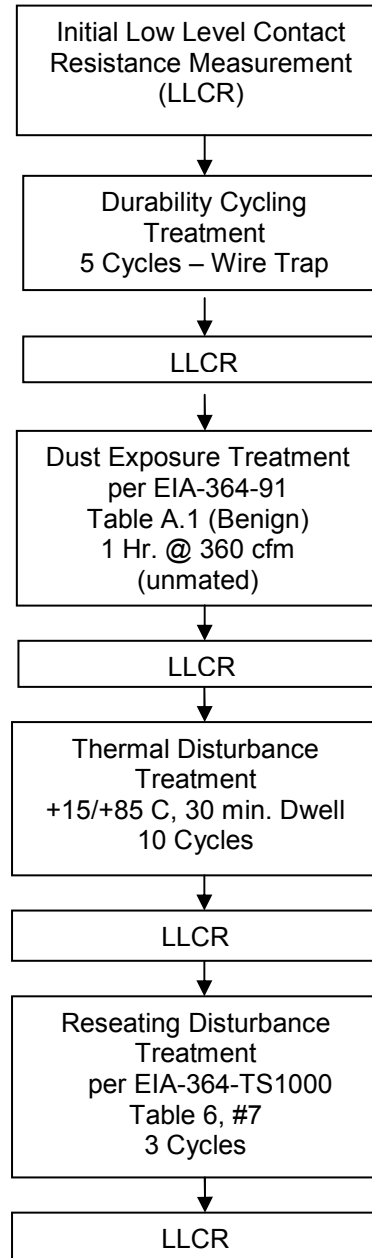 Initial Low Level Contact
Resistance Measurement
(LLCR)
Durability Cycling
Treatment
5 Cycles – Wire Trap
LLCR
Dust Exposure Treatment
per EIA-364-91
Table A.1 (Benign)
1 Hr. @ 360 cfm
(unmated)
LLCR
Thermal Disturbance
Treatment
+15/+85 C, 30 min. Dwell
10 Cycles
LLCR
Reseating Disturbance
Treatment
per EIA-364-TS1000
Table 6, #7
3 Cycles
LLCR